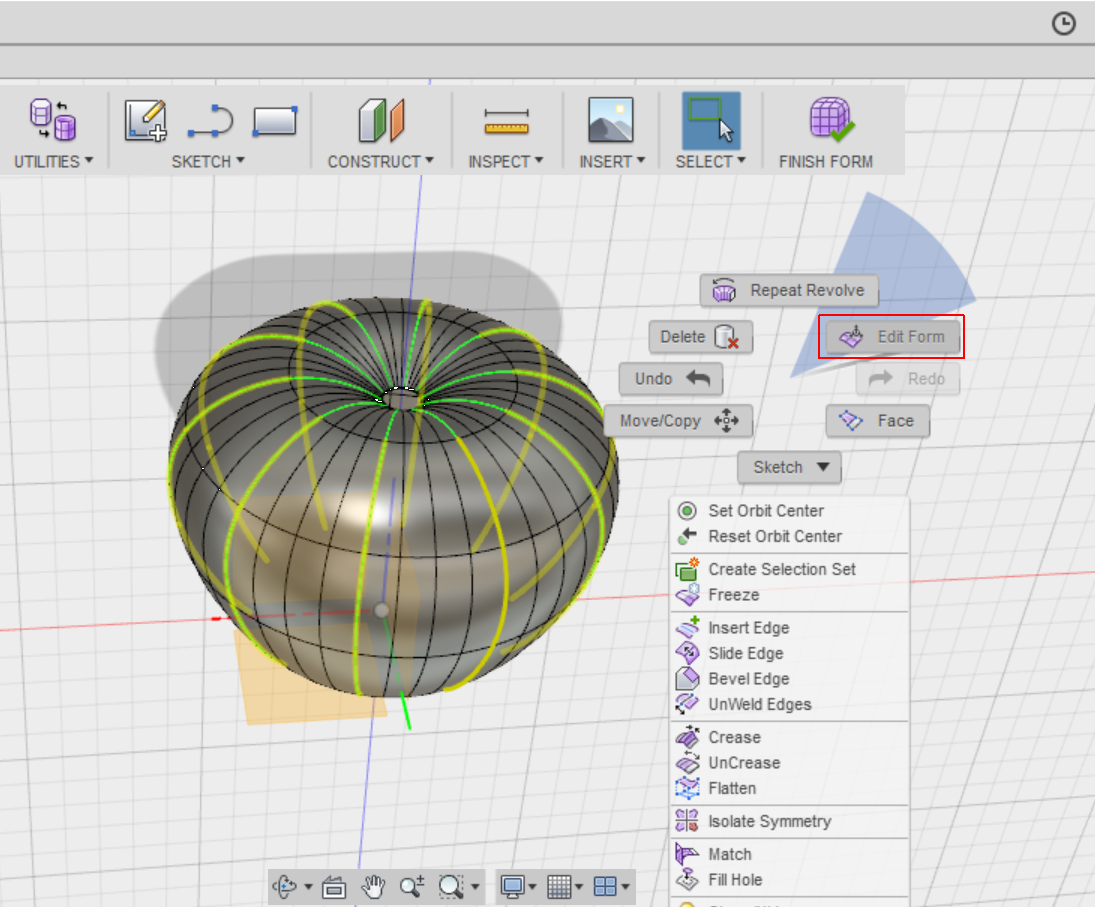 UTILITIES
SKETCH
CONSTRUCT
INSPECT
INSERT
SELECT
FINISH FORM
Repeat Revolve
Delete
Edit Form
Undo
Redo
Move/Copy
Face
Sketch
Set Orbit Center
Reset Orbit Center
Create Selection Set
Freeze
Insert Edge
Slide Edge
Bevel Edge
UnWeld Edges
Crease
UnCrease
Flatten
Isolate Symmetry
Match
Fill Hole